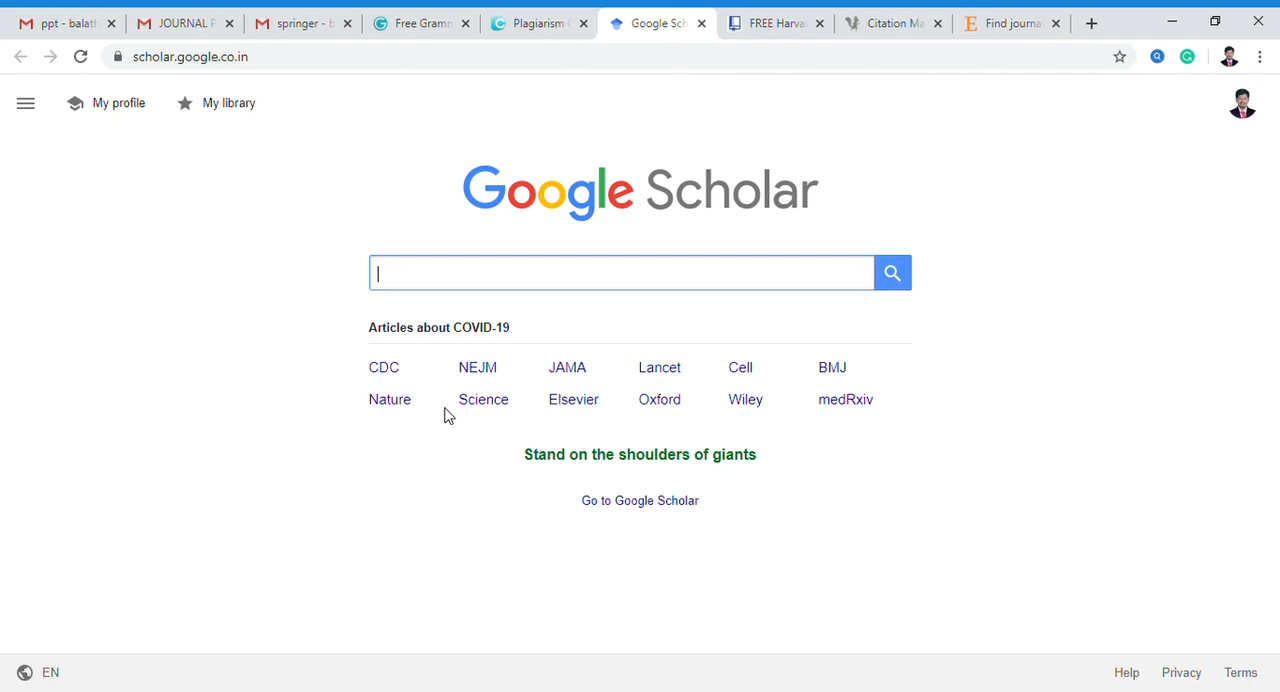 ppt - balath JOURNAL P springer - b Free Gramm Plagiarism C Google Sch FREE Harva Citation Ma Find journa
scholar.google.co.in
My profile My library
Google Scholar
Articles about COVID-19
CDC NEJM JAMA Lancet Cell BMJ
Nature Science Elsevier Oxford Wiley medRxiv
Stand on the shoulders of giants
Go to Google Scholar
EN Help Privacy Terms